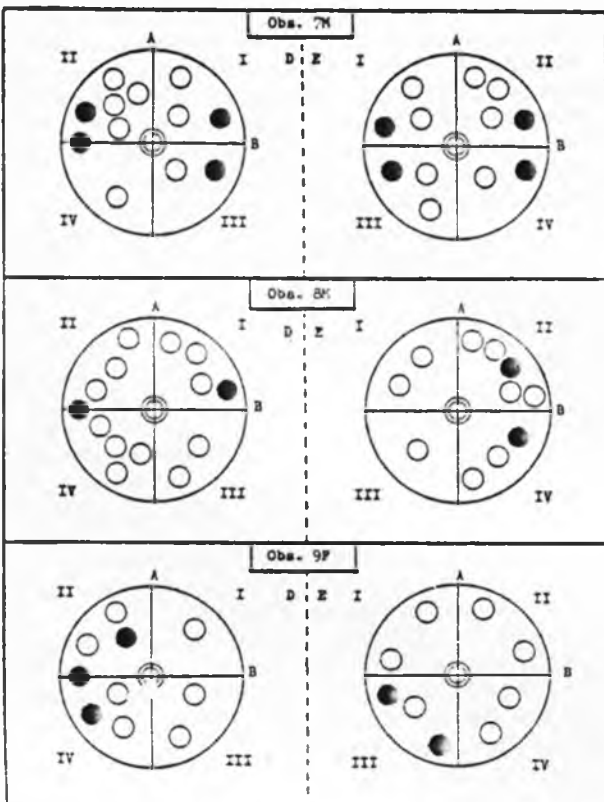 Obs. 7M
A
II I D E I II
B B
IV III III IV
Obs. 8M
A A
II I D E I II
B B
IV III III IV
Obs. 9F
A A
II I D E I II
B B
IV III III IV